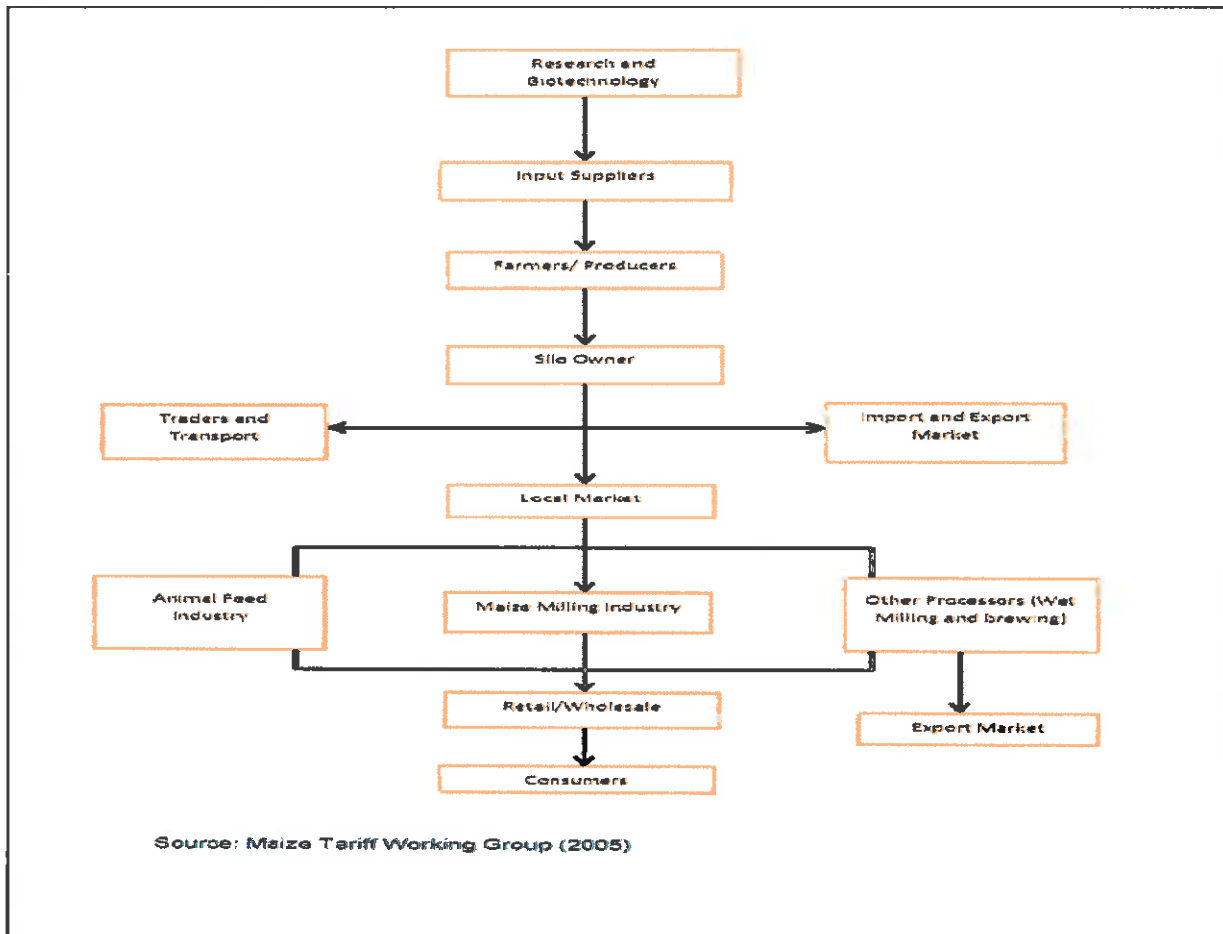 Research and
Biotechnology
Input Suppliers
Farmers/ Producers
Silo Owner
Traders and
Transport
Import and Export
Market
Local Market
Animal Feed
Industry
Maize Milling Industry
Other Processors (Wet
Milling and brewing)
Retail/Wholesale
Export Market
Consumers
Source: Maize Tariff Working Group (2005)